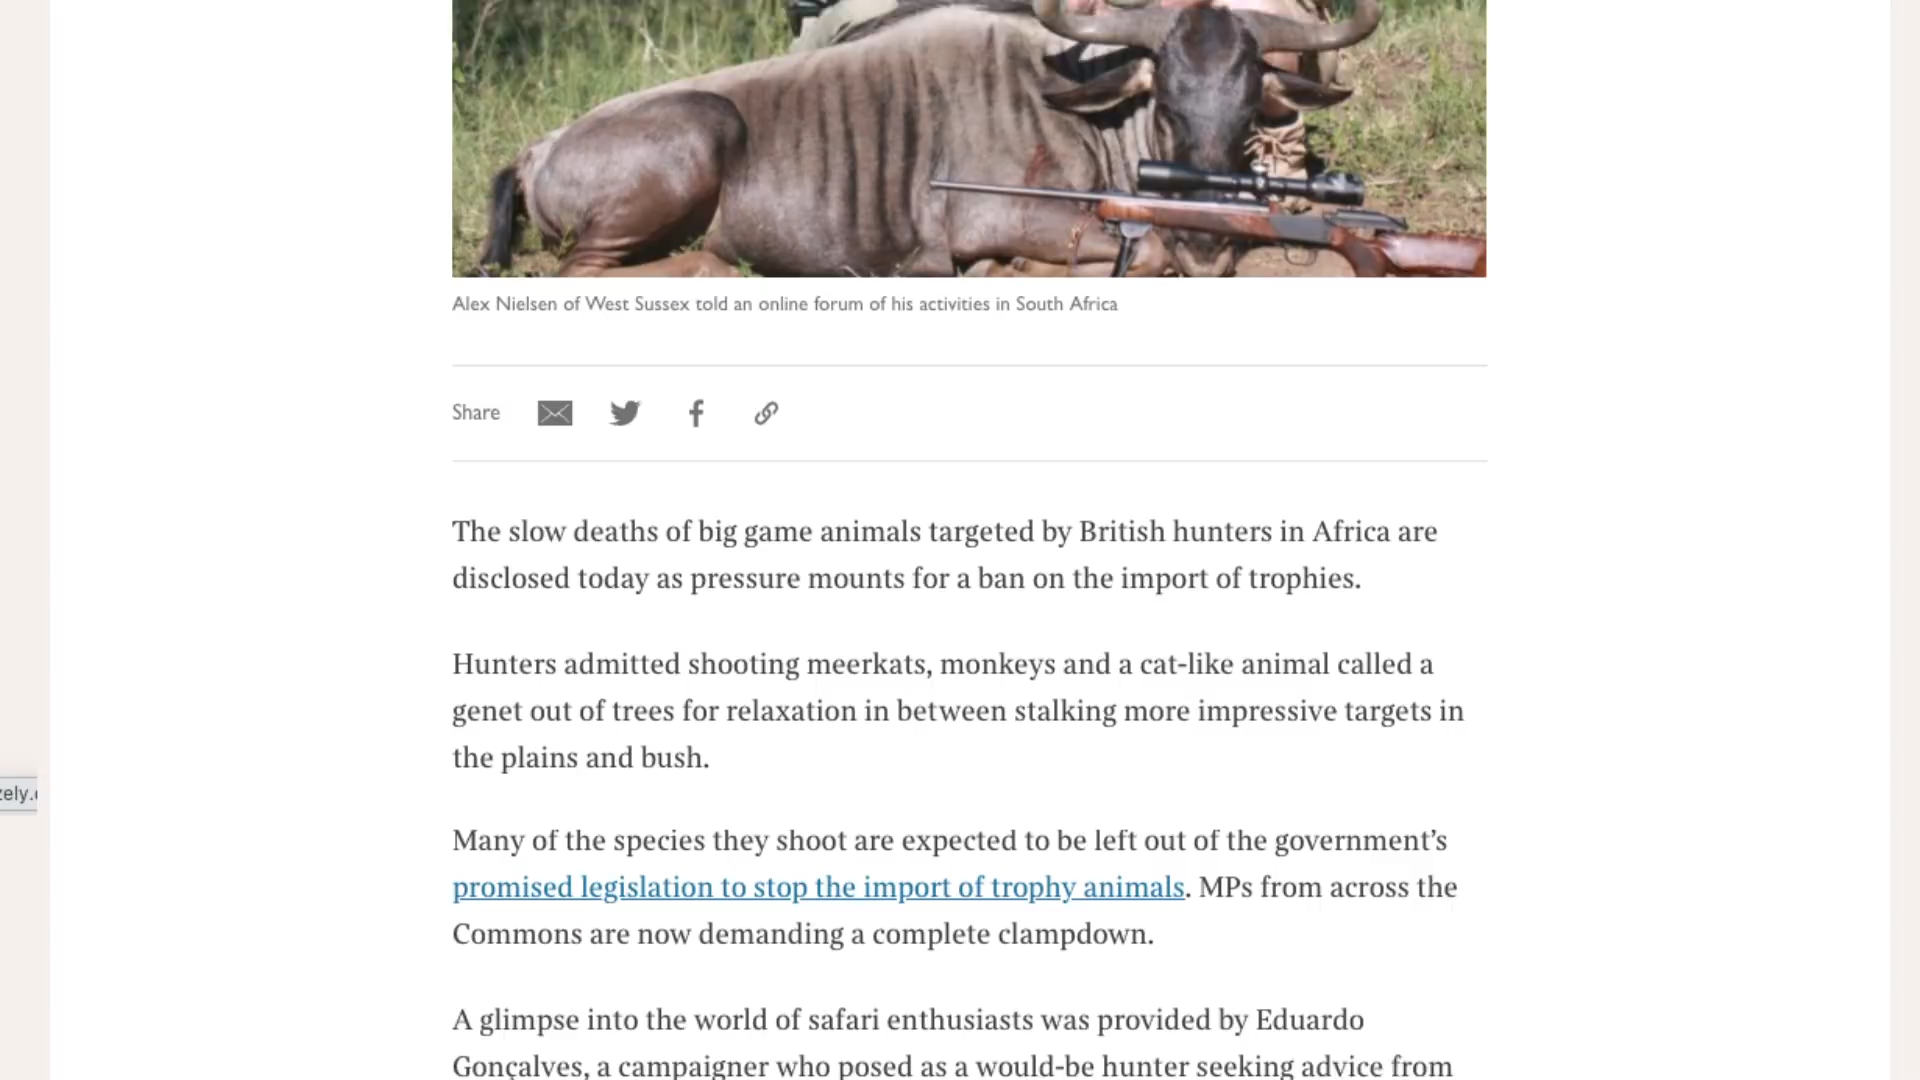 Alex Nielsen of West Sussex told an online forum of his activities in South Africa
Share
The slow deaths of big game animals targeted by British hunters in Africa are
disclosed today as pressure mounts for a ban on the import of trophies.
Hunters admitted shooting meerkats, monkeys and a cat-like animal called a
genet out of trees for relaxation in between stalking more impressive targets in
the plains and bush.
Many of the species they shoot are expected to be left out of the government’s
promised legislation to stop the import of trophy animals. MPs from across the
Commons are now demanding a complete clampdown.
A glimpse into the world of safari enthusiasts was provided by Eduardo
Gonçalves, a campaigner who posed as a would-be hunter seeking advice from